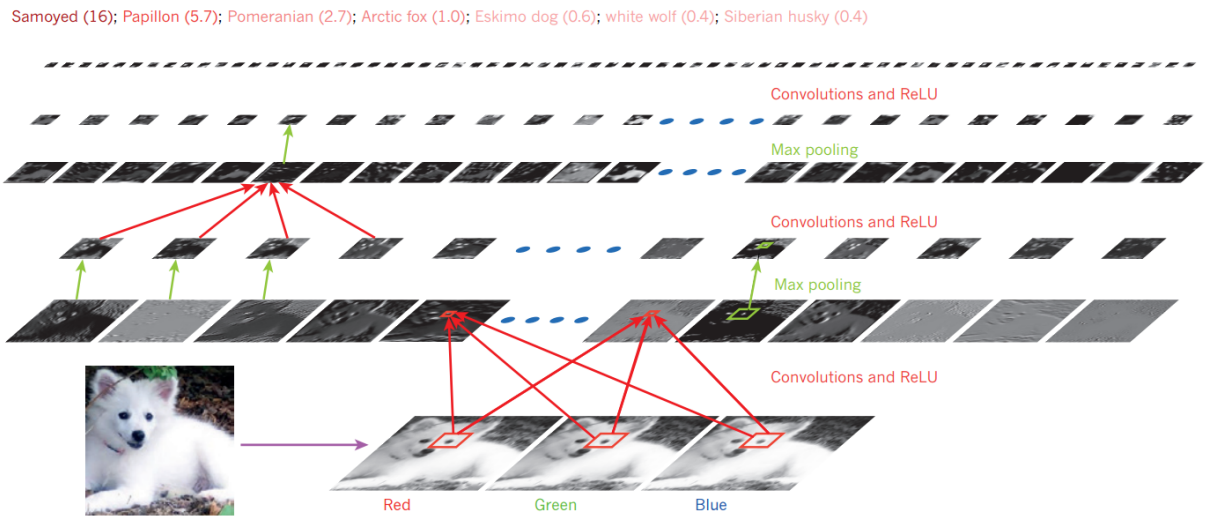 Samoyed (16); Papillon (5.7); Pomeranian (2.7); Arctic fox (1.0); Eskimo dog (0.6); white wolf (0.4); Siberian husky (0.4)
Convolutions and ReLU
Max pooling
Convolutions and ReLU
Max pooling
Convolutions and ReLU
Red
Green
Blue